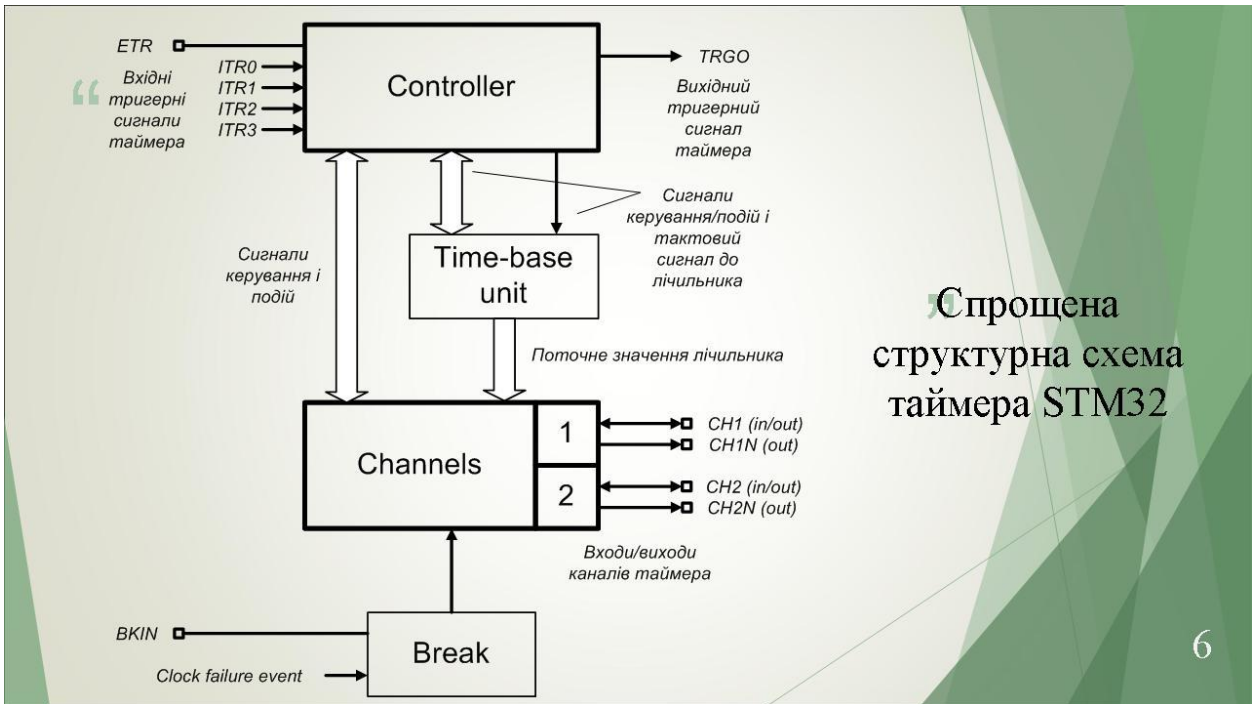 ETR
ITR0
ITR1
ITR2
ITR3
“
Вхідні
тригерні
сигнали
таймера
Controller
TRGO
Вихідний
тригерний
сигнал
таймера
Сигнали
керування/подій і
тактовий
сигнал до
лічильника
Сигнали
керування і
подій
Time-base
unit
Поточне значення лічильника
Channels
1
2
CH1 (in/out)
CH1N (out)
CH2 (in/out)
CH2N (out)
Входи/виходи
каналів таймера
BKIN
Clock failure event
Break
”
Спрощена
структурна схема
таймера STM32
6